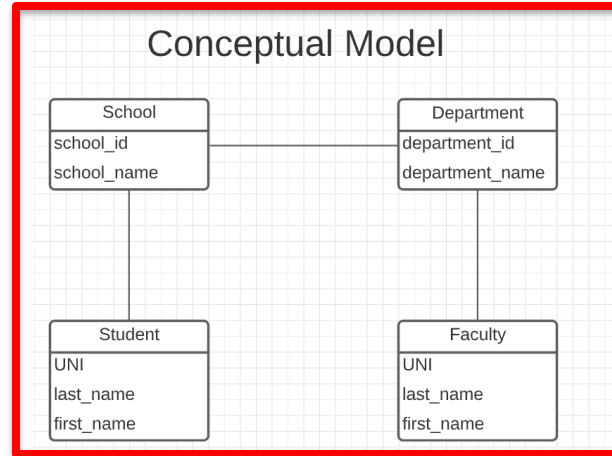 Conceptual Model
School
school_id
school_name
Department
department_id
department_name
Student
UNI
last_name
first_name
Faculty
UNI
last_name
first_name